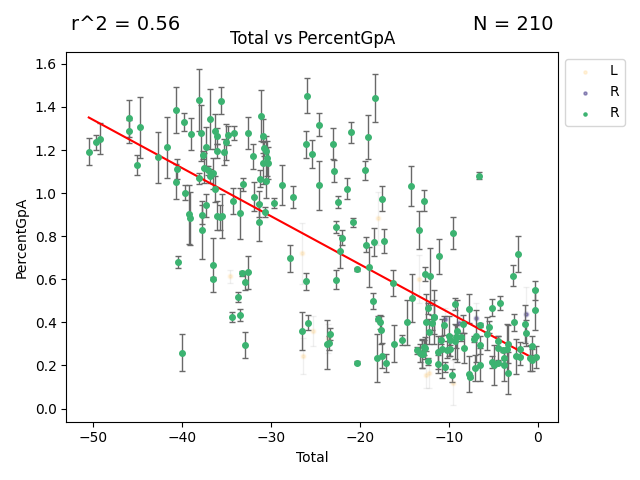 r^2 = 0.56 N = 210
Total vs PercentGpA
L
R
R
PercentGpA
1.6
1.4
1.2
1.0
0.8
0.6
0.4
0.2
0.0
−50 −40 −30 −20 −10 0
Total